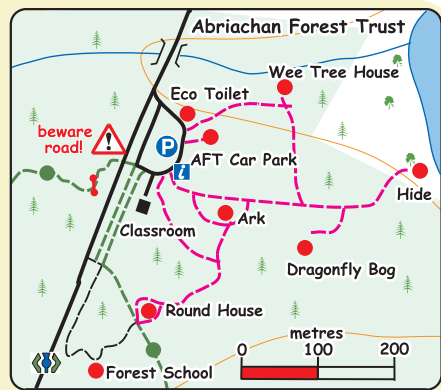 Abriachan Forest Trust
Wee Tree House
Eco Toilet
beware
road!
!
P
i
AFT Car Park
Hide
Ark
Classroom
Dragonfly Bog
Round House
metres
0 100 200
Forest School